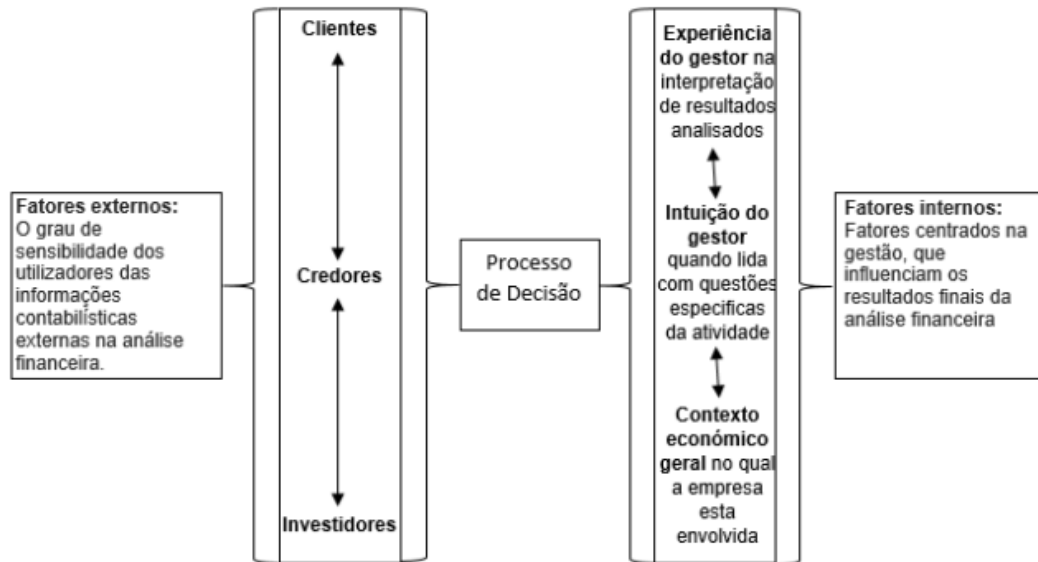 Fatores externos:
O grau de
sensibilidade dos
utilizadores das
informações
contabilísticas
externas na análise
financeira.
Clientes
Credores
Investidores
Processo
de Decisão
Experiência
do gestor na
interpretação
de resultados
analisados
Intuição do
gestor
quando lida
com questões
especificas
da atividade
Contexto
económico
geral no qual
a empresa
esta
envolvida
Fatores internos:
Fatores centrados na
gestão, que
influenciam os
resultados finais da
análise financeira